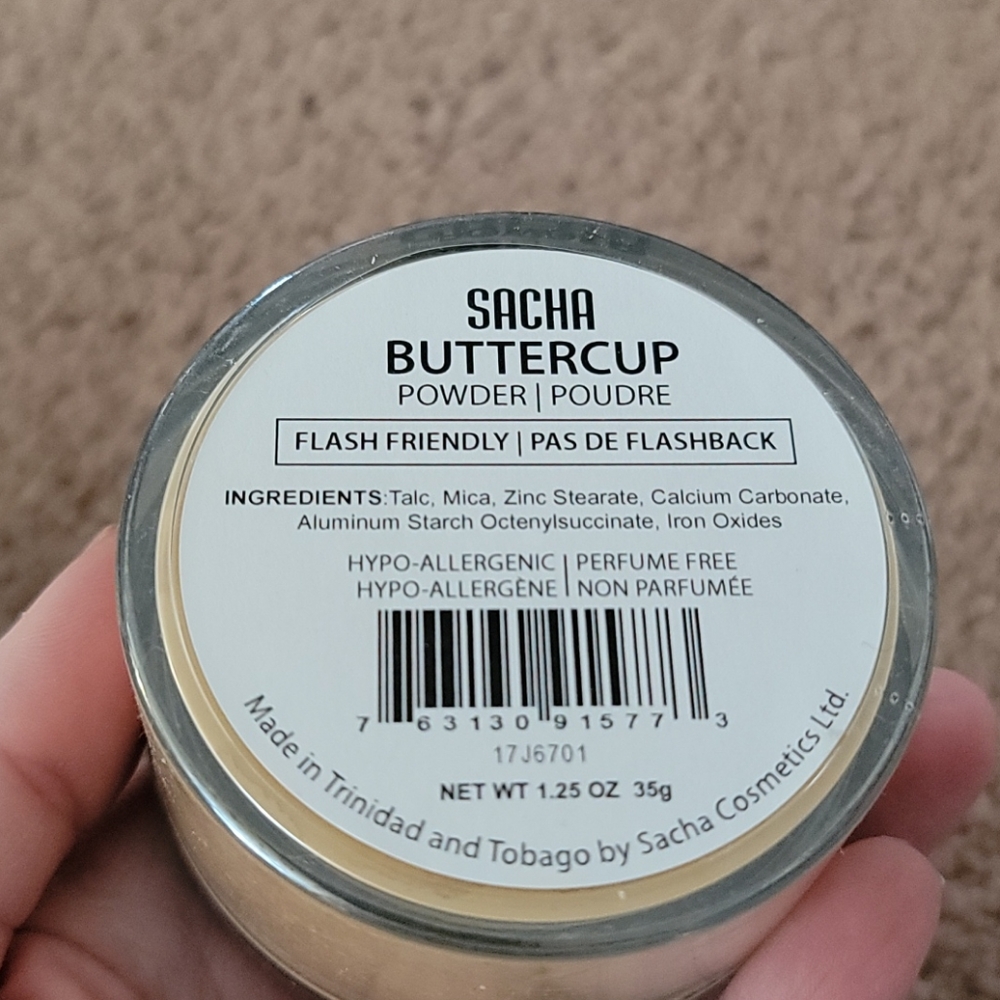 SACHA
BUTTERCUP
POWDER | POUDRE
FLASH FRIENDLY | PAS DE FLASHBACK
INGREDIENTS:Talc, Mica, Zinc Stearate, Calcium Carbonate,
Aluminum Starch Octenylsuccinate, Iron Oxides
HYPO-ALLERGENIC | PERFUME FREE
HYPO-ALLERGÈNE | NON PARFUMÉE
7 63130 91577 3
17J6701
NET WT 1.25 OZ 35g
Made in Trinidad and Tobago by Sacha Cosmetics Ltd.